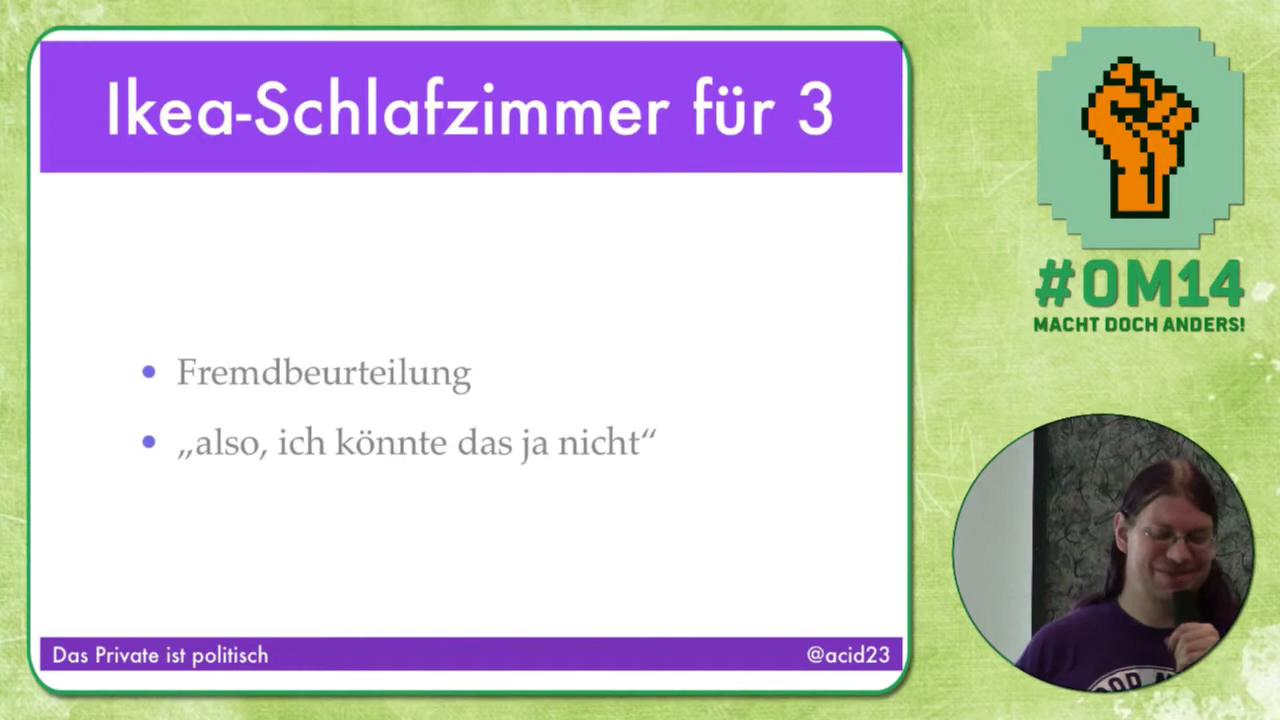 Ikea-Schlafzimmer für 3
• Fremdbeurteilung
• „also, ich könnte das ja nicht“
Das Private ist politisch
@acid23
#OM14
MACHT DOCH ANDERS!